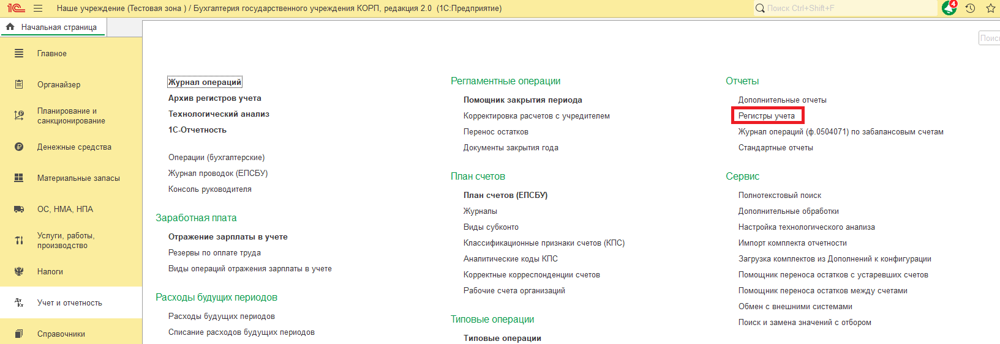 1С
Наше учреждение (Тестовая зона ) / Бухгалтерия государственного учреждения КОРП, редакция 2.0 (1С:Предприятие)
Поиск Ctrl+Shift+F
4
Начальная страница
Поис
Главное
Органайзер
Планирование и
санкционирование
Денежные средства
Материальные запасы
ОС, НМА, НПА
Услуги, работы,
производство
Налоги
Дт
Кт
Учет и отчетность
Справочники
Журнал операций
Архив регистров учета
Технологический анализ
1С-Отчетность
Операции (бухгалтерские)
Журнал проводок (ЕПСБУ)
Консоль руководителя
Заработная плата
Отражение зарплаты в учете
Резервы по оплате труда
Виды операций отражения зарплаты в учете
Расходы будущих периодов
Расходы будущих периодов
Списание расходов будущих периодов
Регламентные операции
Помощник закрытия периода
Корректировка расчетов с учредителем
Перенос остатков
Документы закрытия года
План счетов
План счетов (ЕПСБУ)
Журналы
Виды субконто
Классификационные признаки счетов (КПС)
Аналитические коды КПС
Корректные корреспонденции счетов
Рабочие счета организаций
Типовые операции
Типовые операции
Отчеты
Дополнительные отчеты
Регистры учета
Журнал операций (ф.0504071) по забалансовым счетам
Стандартные отчеты
Сервис
Полнотекстовый поиск
Дополнительные обработки
Настройка технологического анализа
Импорт комплекта отчетности
Загрузка комплектов из Дополнений к конфигурации
Помощник переноса остатков с устаревших счетов
Помощник переноса остатков между счетами
Обмен с внешними системами
Поиск и замена значений с отбором